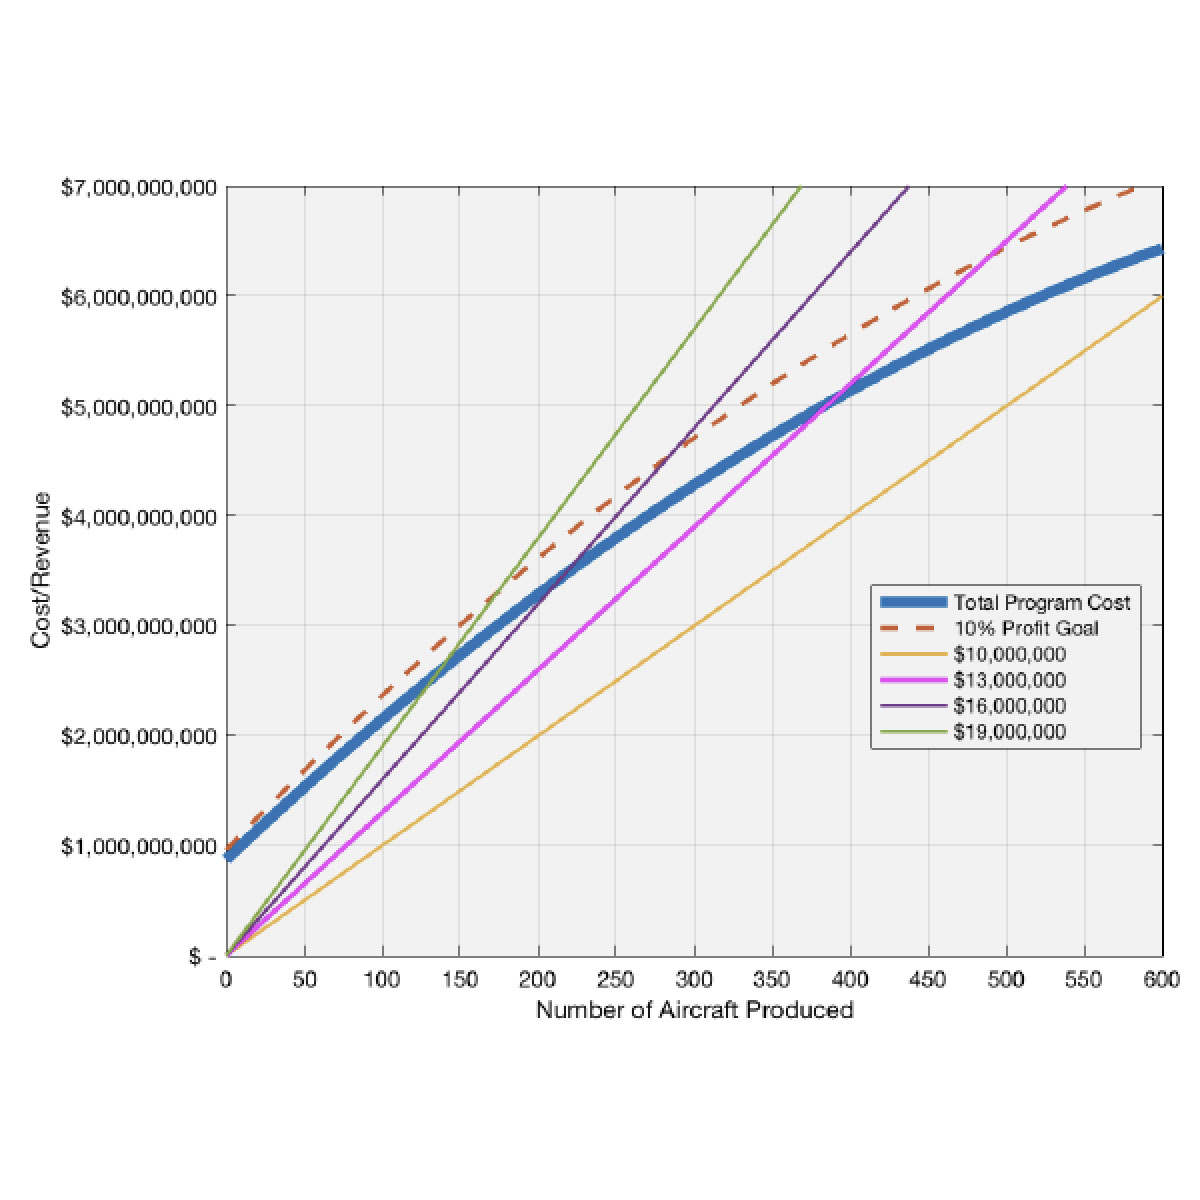 $7,000,000,000
$6,000,000,000
$5,000,000,000
$4,000,000,000
$3,000,000,000
$2,000,000,000
$1,000,000,000
$ -
Cost/Revenue
Total Program Cost
10% Profit Goal
$10,000,000
$13,000,000
$16,000,000
$19,000,000
0 50 100 150 200 250 300 350 400 450 500 550 600
Number of Aircraft Produced